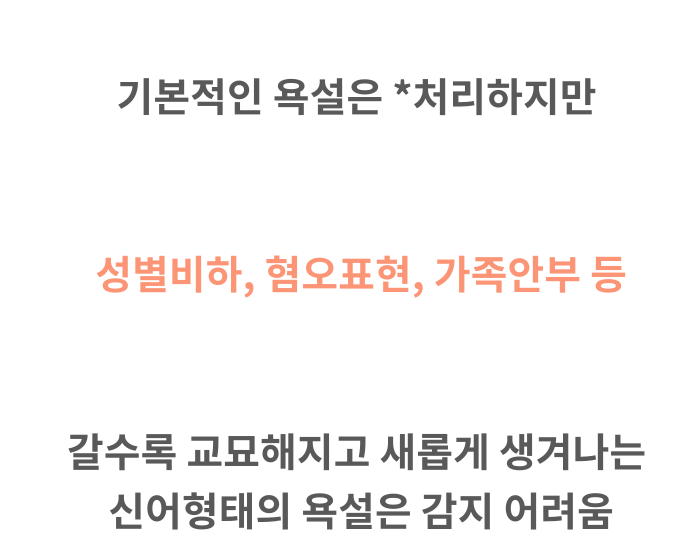 기본적인 욕설은 *처리하지만
성별비하, 혐오표현, 가족안부 등
갈수록 교묘해지고 새롭게 생겨나는
신어형태의 욕설은 감지 어려움